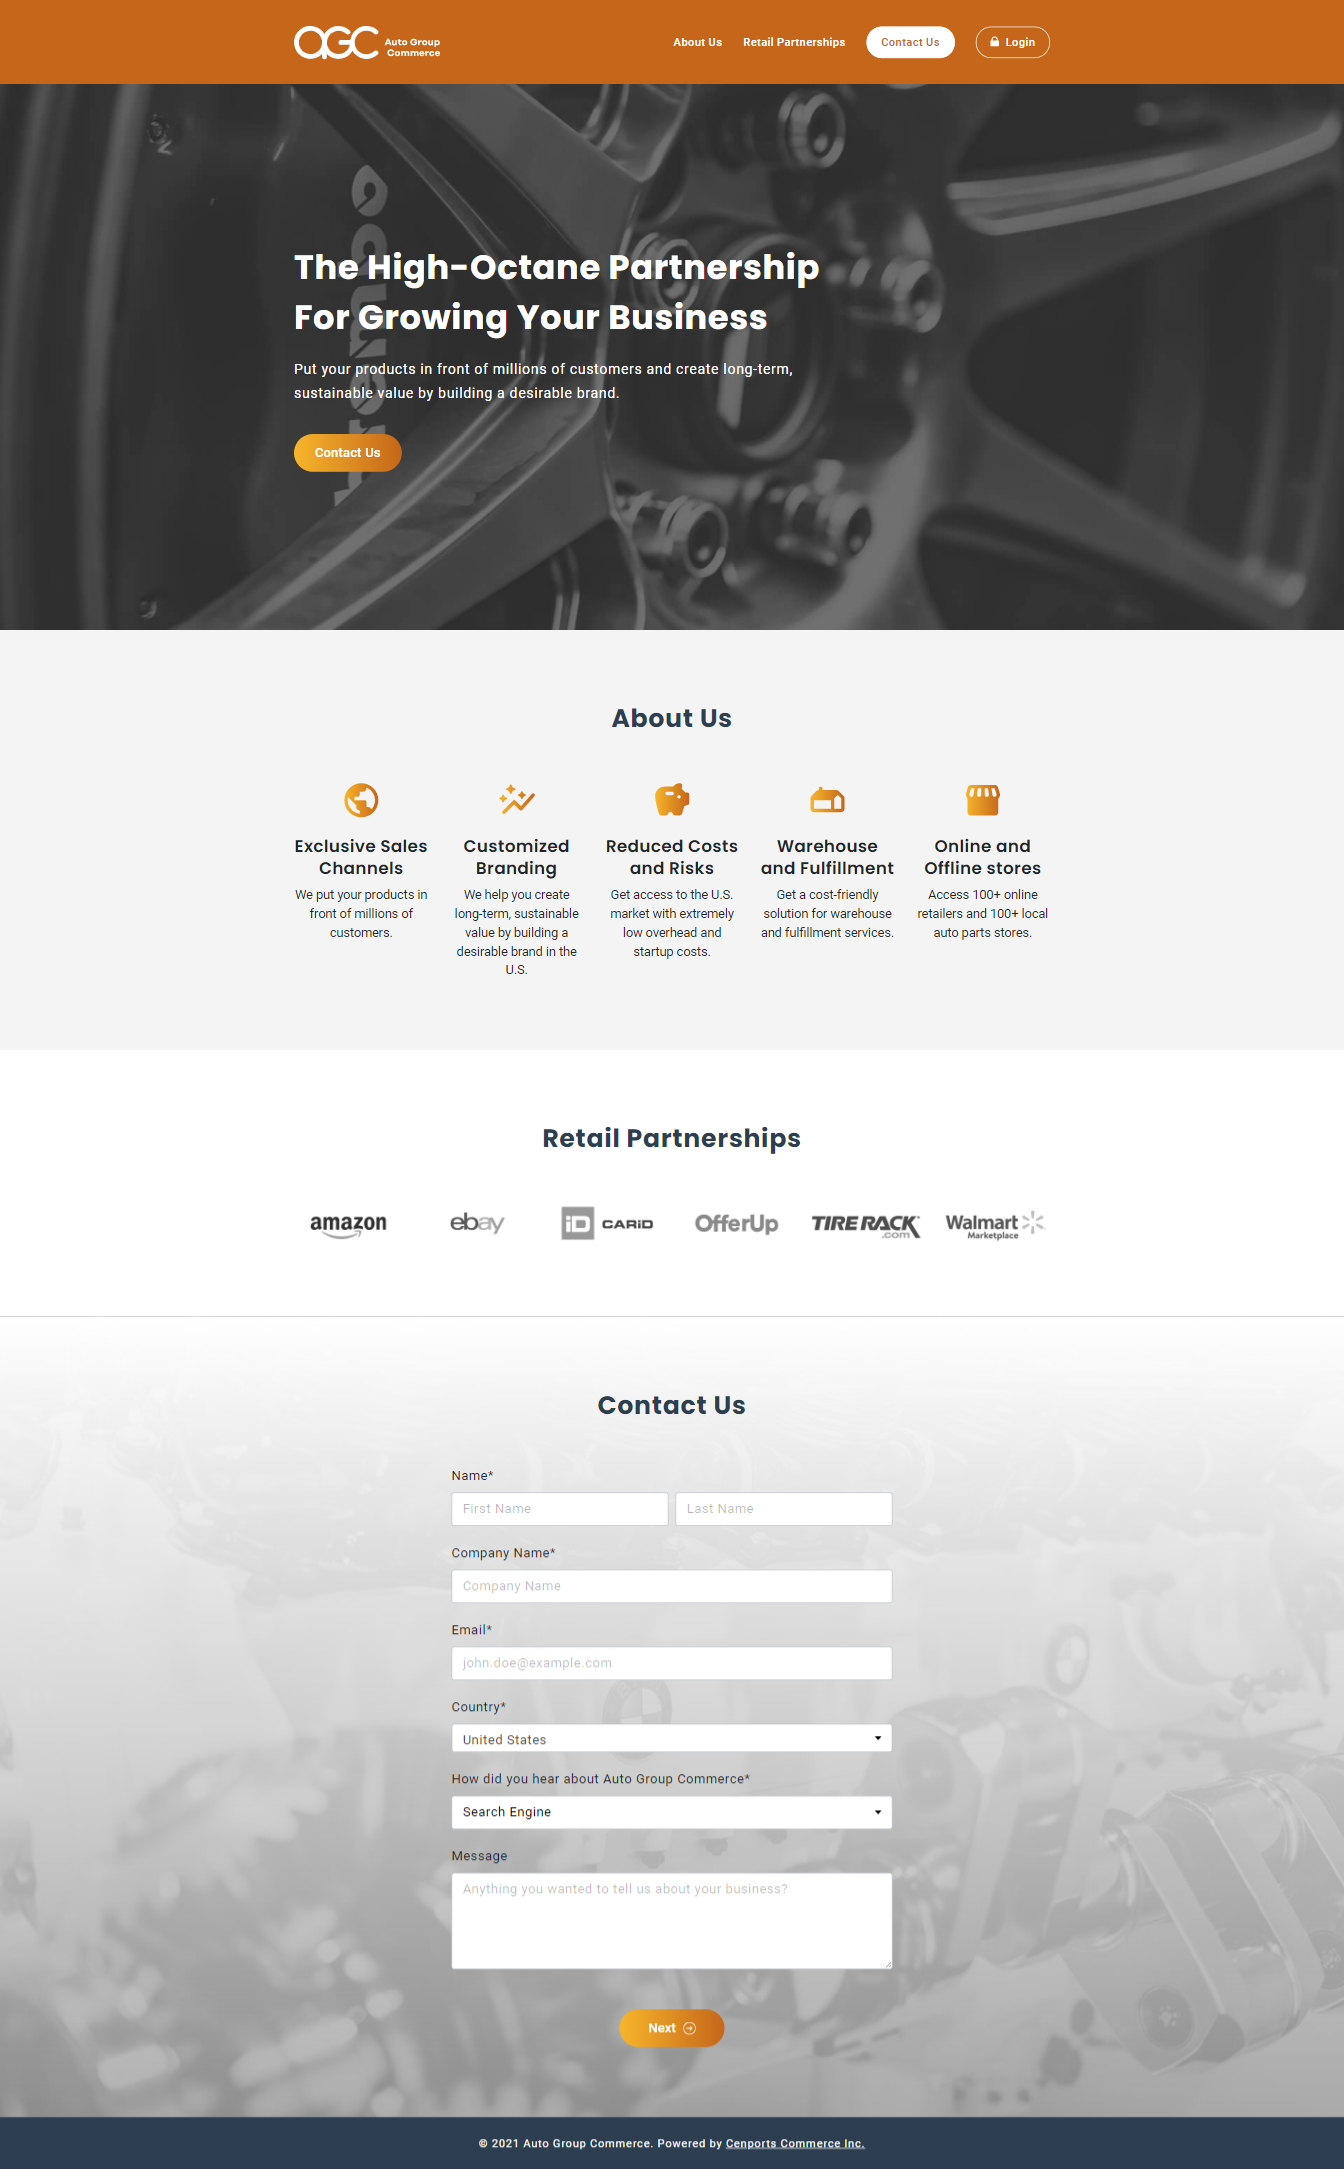 AGC Auto Group Commerce
About Us
Retail Partnerships
Contact Us
Login
brembo
The High-Octane Partnership
For Growing Your Business
Put your products in front of millions of customers and create long-term,
sustainable value by building a desirable brand.
Contact Us
About Us
Exclusive Sales
Channels
We put your products in
front of millions of
customers.
Customized
Branding
We help you create
long-term, sustainable
value by building a
desirable brand in the
U.S.
Reduced Costs
and Risks
Get access to the U.S.
market with extremely
low overhead and
startup costs.
Warehouse
and Fulfillment
Get a cost-friendly
solution for warehouse
and fulfillment services.
Online and
Offline stores
Access 100+ online
retailers and 100+ local
auto parts stores.
Retail Partnerships
amazon
ebay
iD CARiD
OfferUp
TIRE RACK
.com
Walmart
Marketplace
Contact Us
Name*
First Name
Last Name
Company Name*
Company Name
Email*
john.doe@example.com
Country*
United States
How did you hear about Auto Group Commerce*
Search Engine
Message
Anything you wanted to tell us about your business?
Next
© 2021 Auto Group Commerce. Powered by Cenports Commerce Inc.